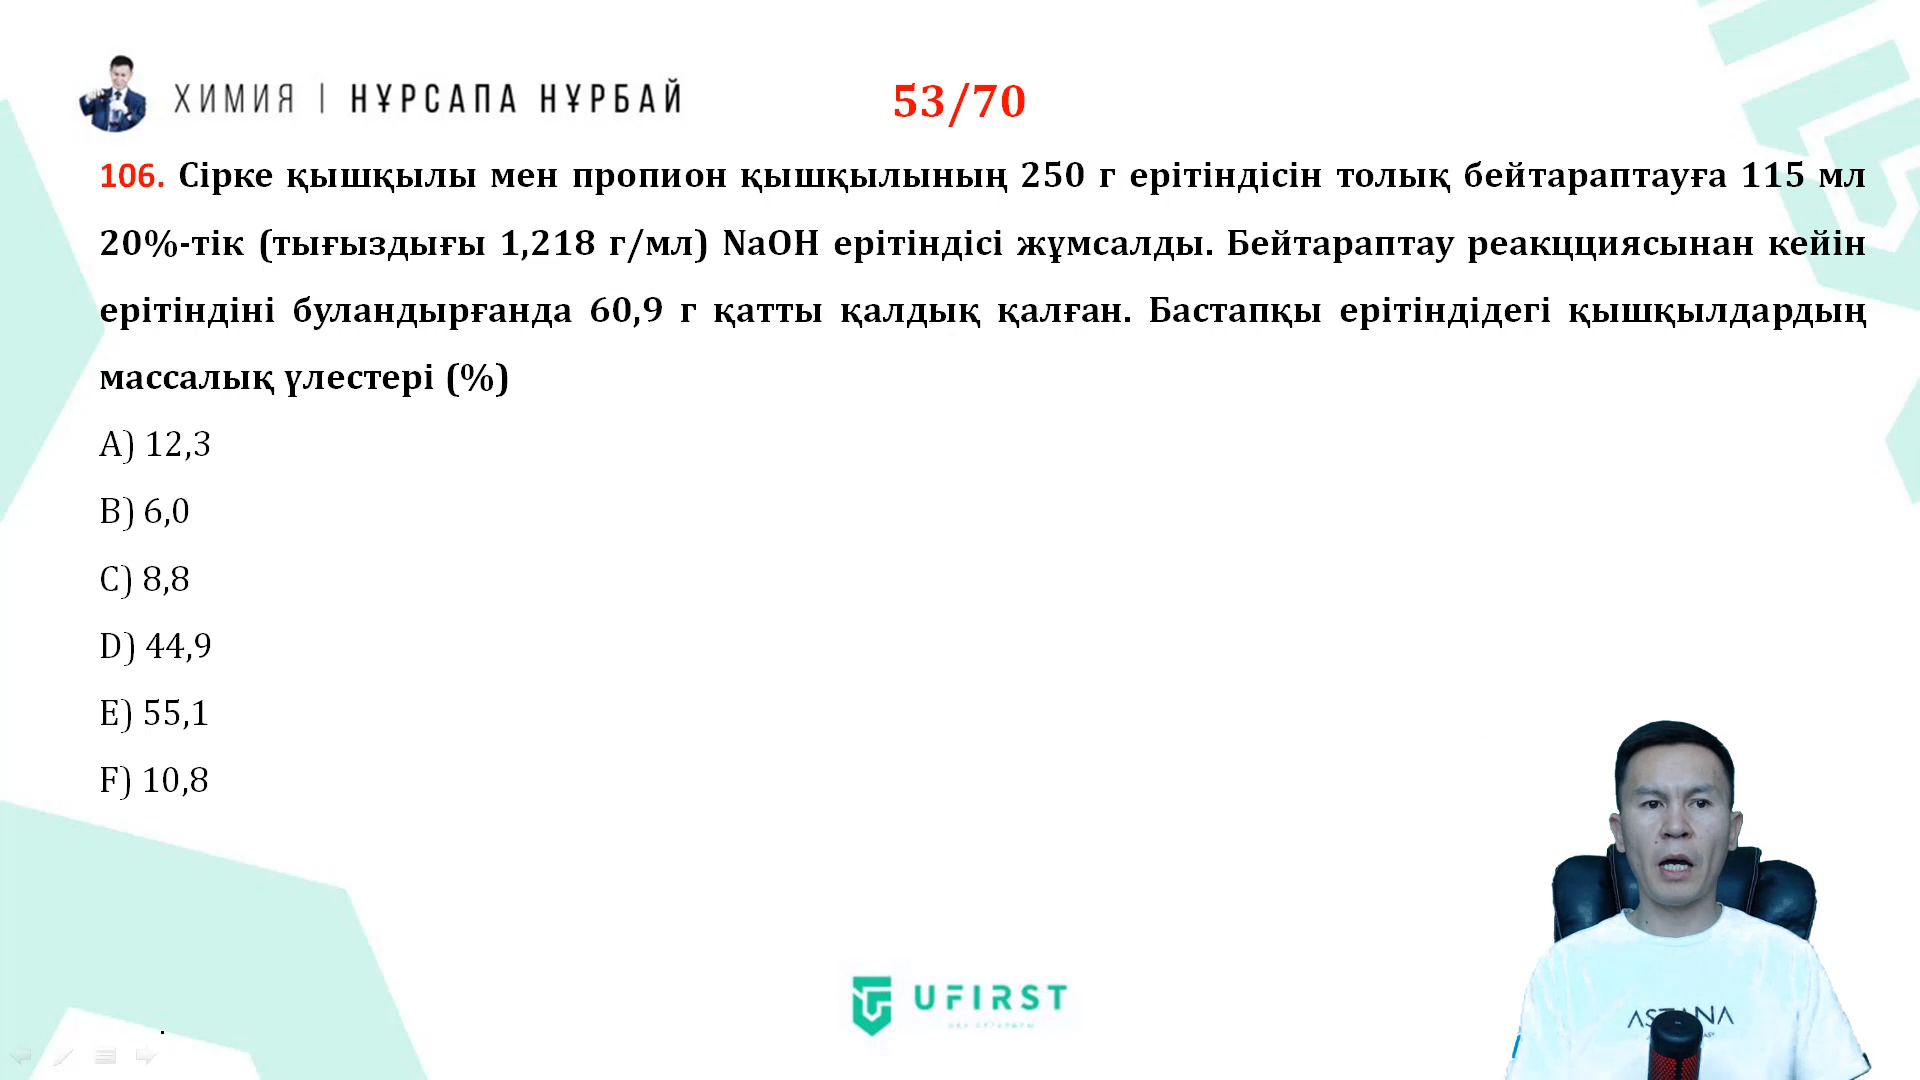 ХИМИЯ | НҰРСАПА НҰРБАЙ
53/70
106. Сірке қышқылы мен пропион қышқылының 250 г ерітіндісін толық бейтараптауға 115 мл
20%-тік (тығыздығы 1,218 г/мл) NaOH ерітіндісі жұмсалды. Бейтараптау реакцциясынан кейін
ерітіндіні буландырғанда 60,9 г қатты қалдық қалған. Бастапқы ерітіндідегі қышқылдардың
массалық үлестері (%)
A) 12,3
B) 6,0
C) 8,8
D) 44,9
E) 55,1
F) 10,8
UFIRST